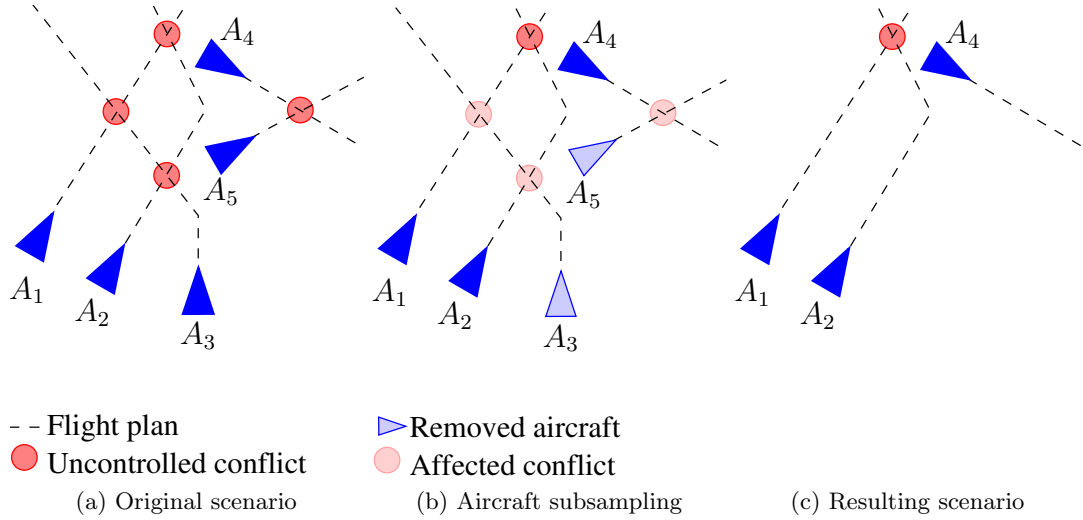 A4
A5
A1
A2
A3
A4
A5
A1
A2
A3
A4
A1
A2
Flight plan
Uncontrolled conflict
Removed aircraft
Affected conflict
(a) Original scenario
(b) Aircraft subsampling
(c) Resulting scenario